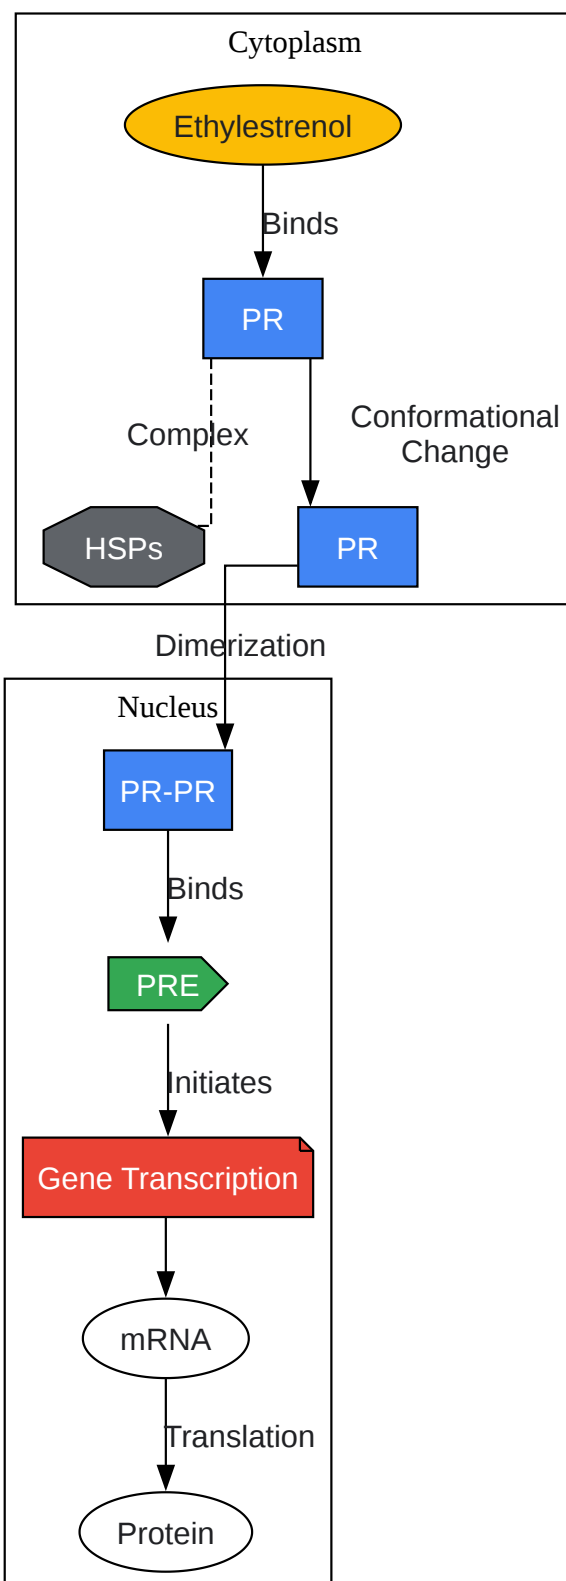 Cytoplasm
Ethylestrenol
Binds
PR
Complex
Conformational
Change
HSPs
PR
Dimerization
Nucleus
PR-PR
Binds
PRE
Initiates
Gene Transcription
mRNA
Translation
Protein